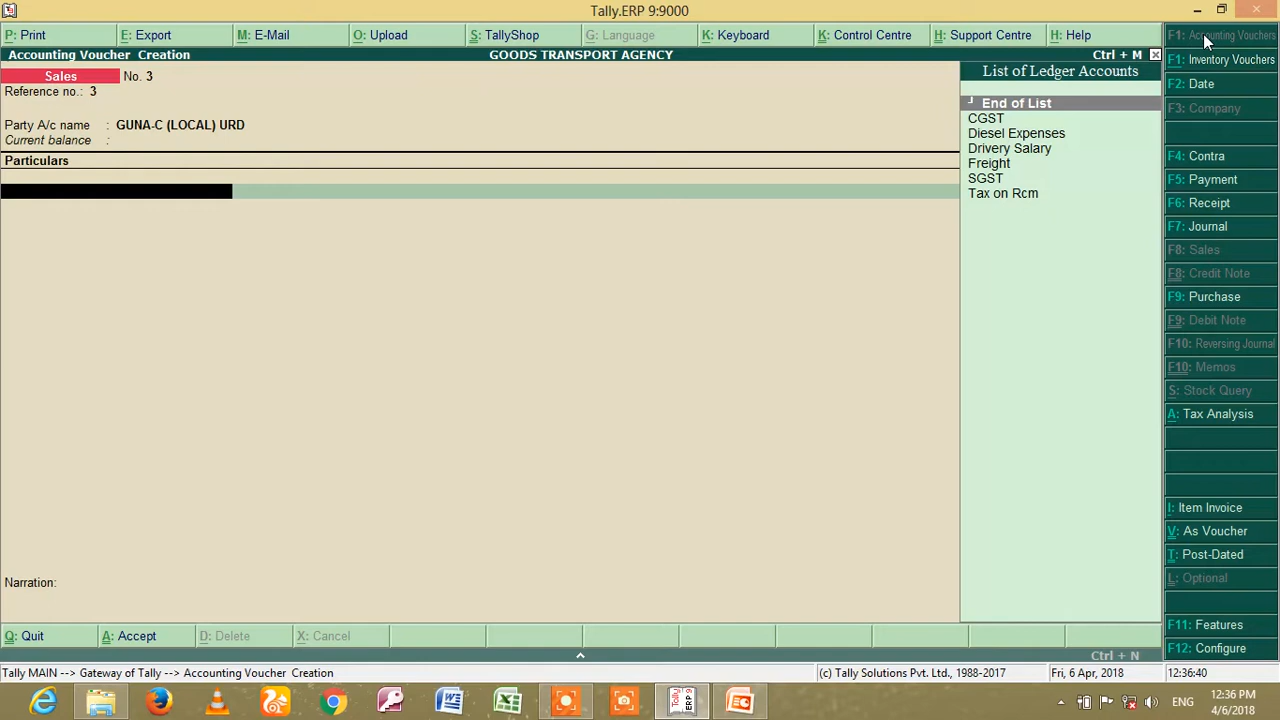 Tally.ERP 9:9000
P: Print E: Export M: E-Mail O: Upload S: TallyShop G: Language K: Keyboard K: Control Centre H: Support Centre H: Help
Accounting Voucher Creation GOODS TRANSPORT AGENCY Ctrl + M
Sales No. 3
Reference no.: 3
Party A/c name : GUNA-C (LOCAL) URD
Current balance :
Particulars
List of Ledger Accounts
End of List
CGST
Diesel Expenses
Drivery Salary
Freight
SGST
Tax on Rcm
F1: Accounting Vouchers
F1: Inventory Vouchers
F2: Date
F3: Company
F4: Contra
F5: Payment
F6: Receipt
F7: Journal
F8: Sales
F8: Credit Note
F9: Purchase
F9: Debit Note
F10: Reversing Journal
F10: Memos
S: Stock Query
A: Tax Analysis
I: Item Invoice
V: As Voucher
T: Post-Dated
L: Optional
F11: Features
F12: Configure
Narration:
Q: Quit A: Accept D: Delete X: Cancel
Ctrl + N
Tally MAIN --> Gateway of Tally --> Accounting Voucher Creation (c) Tally Solutions Pvt. Ltd., 1988-2017 Fri, 6 Apr, 2018 12:36:40
ENG 12:36 PM
4/6/2018